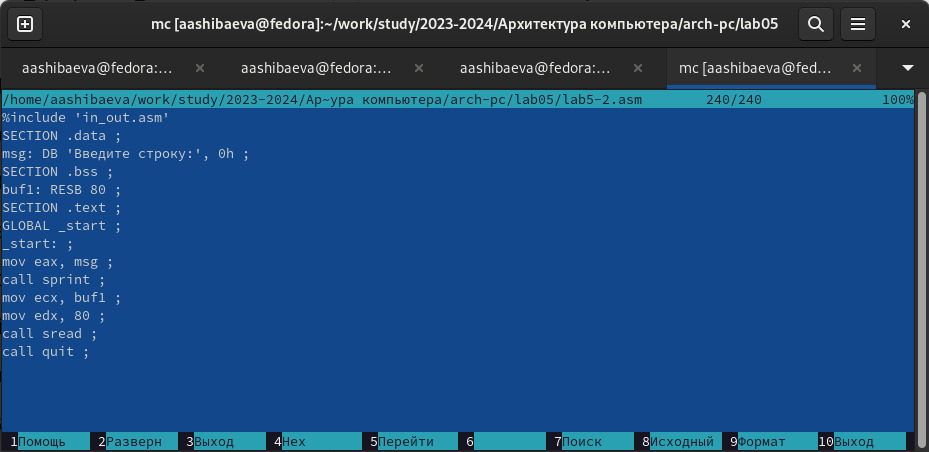 mc [aashibaeva@fedora]:~/work/study/2023-2024/Архитектура компьютера/arch-pc/lab05
aashibaeva@fedora:... aashibaeva@fedora:... aashibaeva@fedora:... mc [aashibaeva@fed...
/home/aashibaeva/work/study/2023-2024/Ар~ура компьютера/arch-pc/lab05/lab5-2.asm 240/240 100%
%include 'in_out.asm'
SECTION .data ;
msg: DB 'Введите строку:', 0h ;
SECTION .bss ;
buf1: RESB 80 ;
SECTION .text ;
GLOBAL _start ;
_start: ;
mov eax, msg ;
call sprint ;
mov ecx, buf1 ;
mov edx, 80 ;
call sread ;
call quit ;
1Помощь 2Разверн 3Выход 4Hex 5Перейти 6 7Поиск 8Исходный 9Формат 10Выход